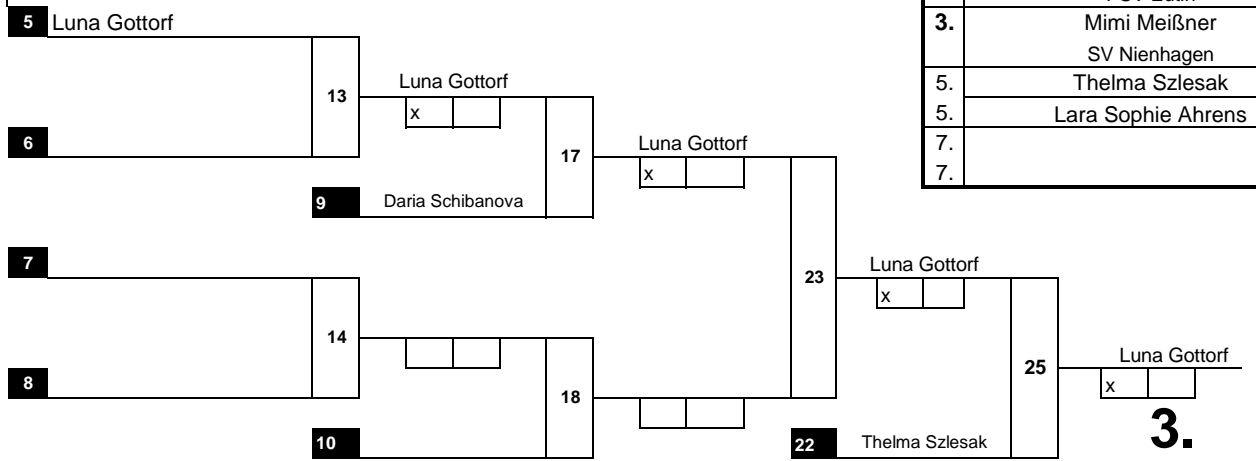 5 Luna Gottorf
3. Mimi Meißner
SV Nienhagen
5. Thelma Szlesak
5. Lara Sophie Ahrens
7.
7.
13 Luna Gottorf
x
6
17 Luna Gottorf
x
9 Daria Schibanova
7
23 Luna Gottorf
x
14
25 Luna Gottorf
x
8
18
3.
10
22 Thelma Szlesak